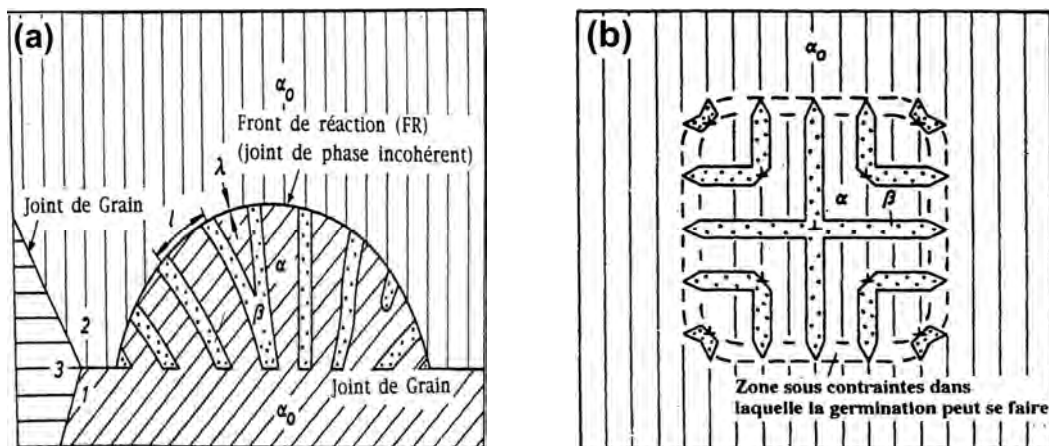 (a)
α₀
Front de réaction (FR)
(joint de phase incohérent)
λ
Joint de Grain
l
α
β
2
3
1
Joint de Grain
α₀
(b)
α₀
α
β
Zone sous contraintes dans
laquelle la germination peut se faire